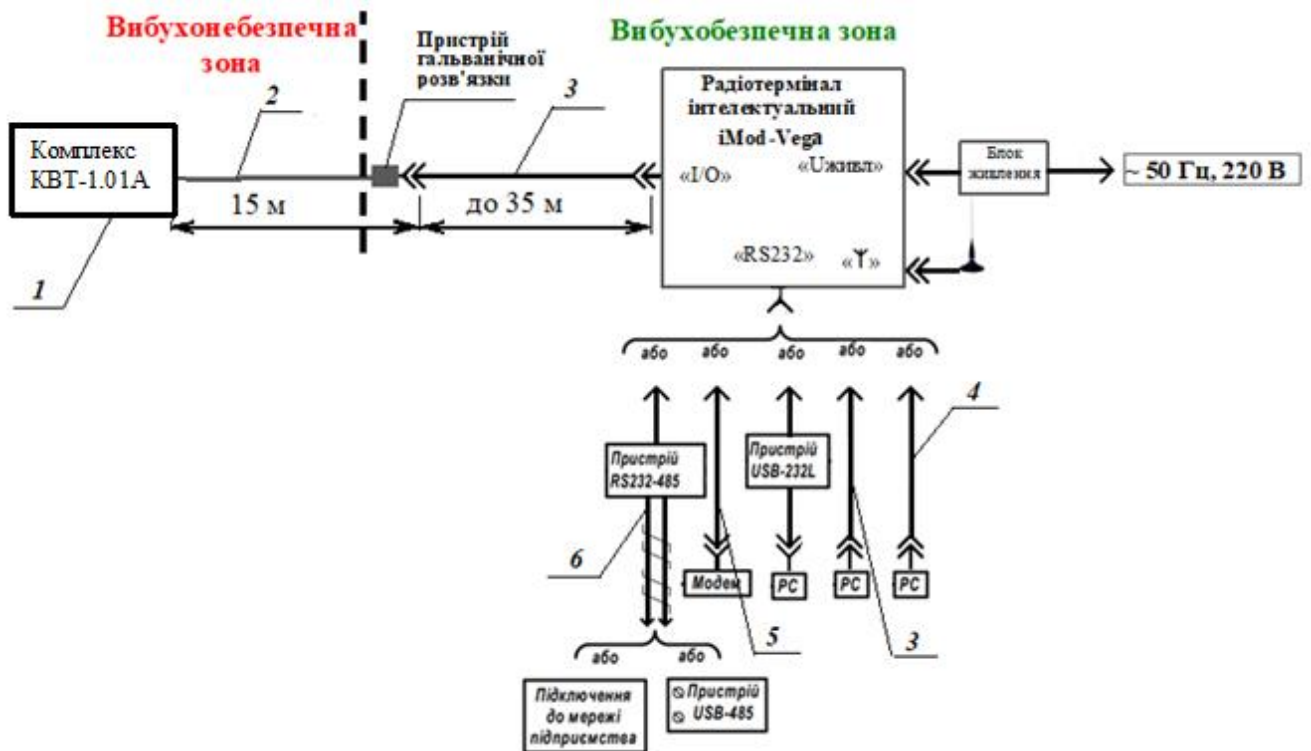 Вибухонебезпечна
зона
Пристрій
гальванічної
розв'язки
Вибухобезпечна зона
2
3
Комплекс
КВТ-1.01А
15 м
до 35 м
1
Радіотермінал
інтелектуальний
iMod-Vega
«I/O»
«Uживл»
«RS232»
Блок
живлення
~ 50 Гц, 220 В
або
або
або
або
або
4
Пристрій
RS232-485
Пристрій
USB-232L
6
Модем
PC
PC
PC
5
3
або
або
Підключення
до мережі
підприємства
Пристрій
USB-485